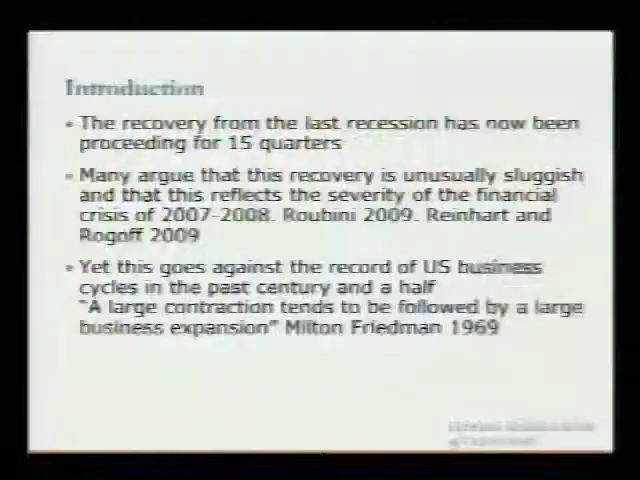 Introduction
The recovery from the last recession has now been
proceeding for 15 quarters
Many argue that this recovery is unusually sluggish
and that this reflects the severity of the financial
crisis of 2007-2008. Roubini 2009. Reinhart and
Rogoff 2009
Yet this goes against the record of US business
cycles in the past century and a half
"A large contraction tends to be followed by a large
business expansion" Milton Friedman 1969